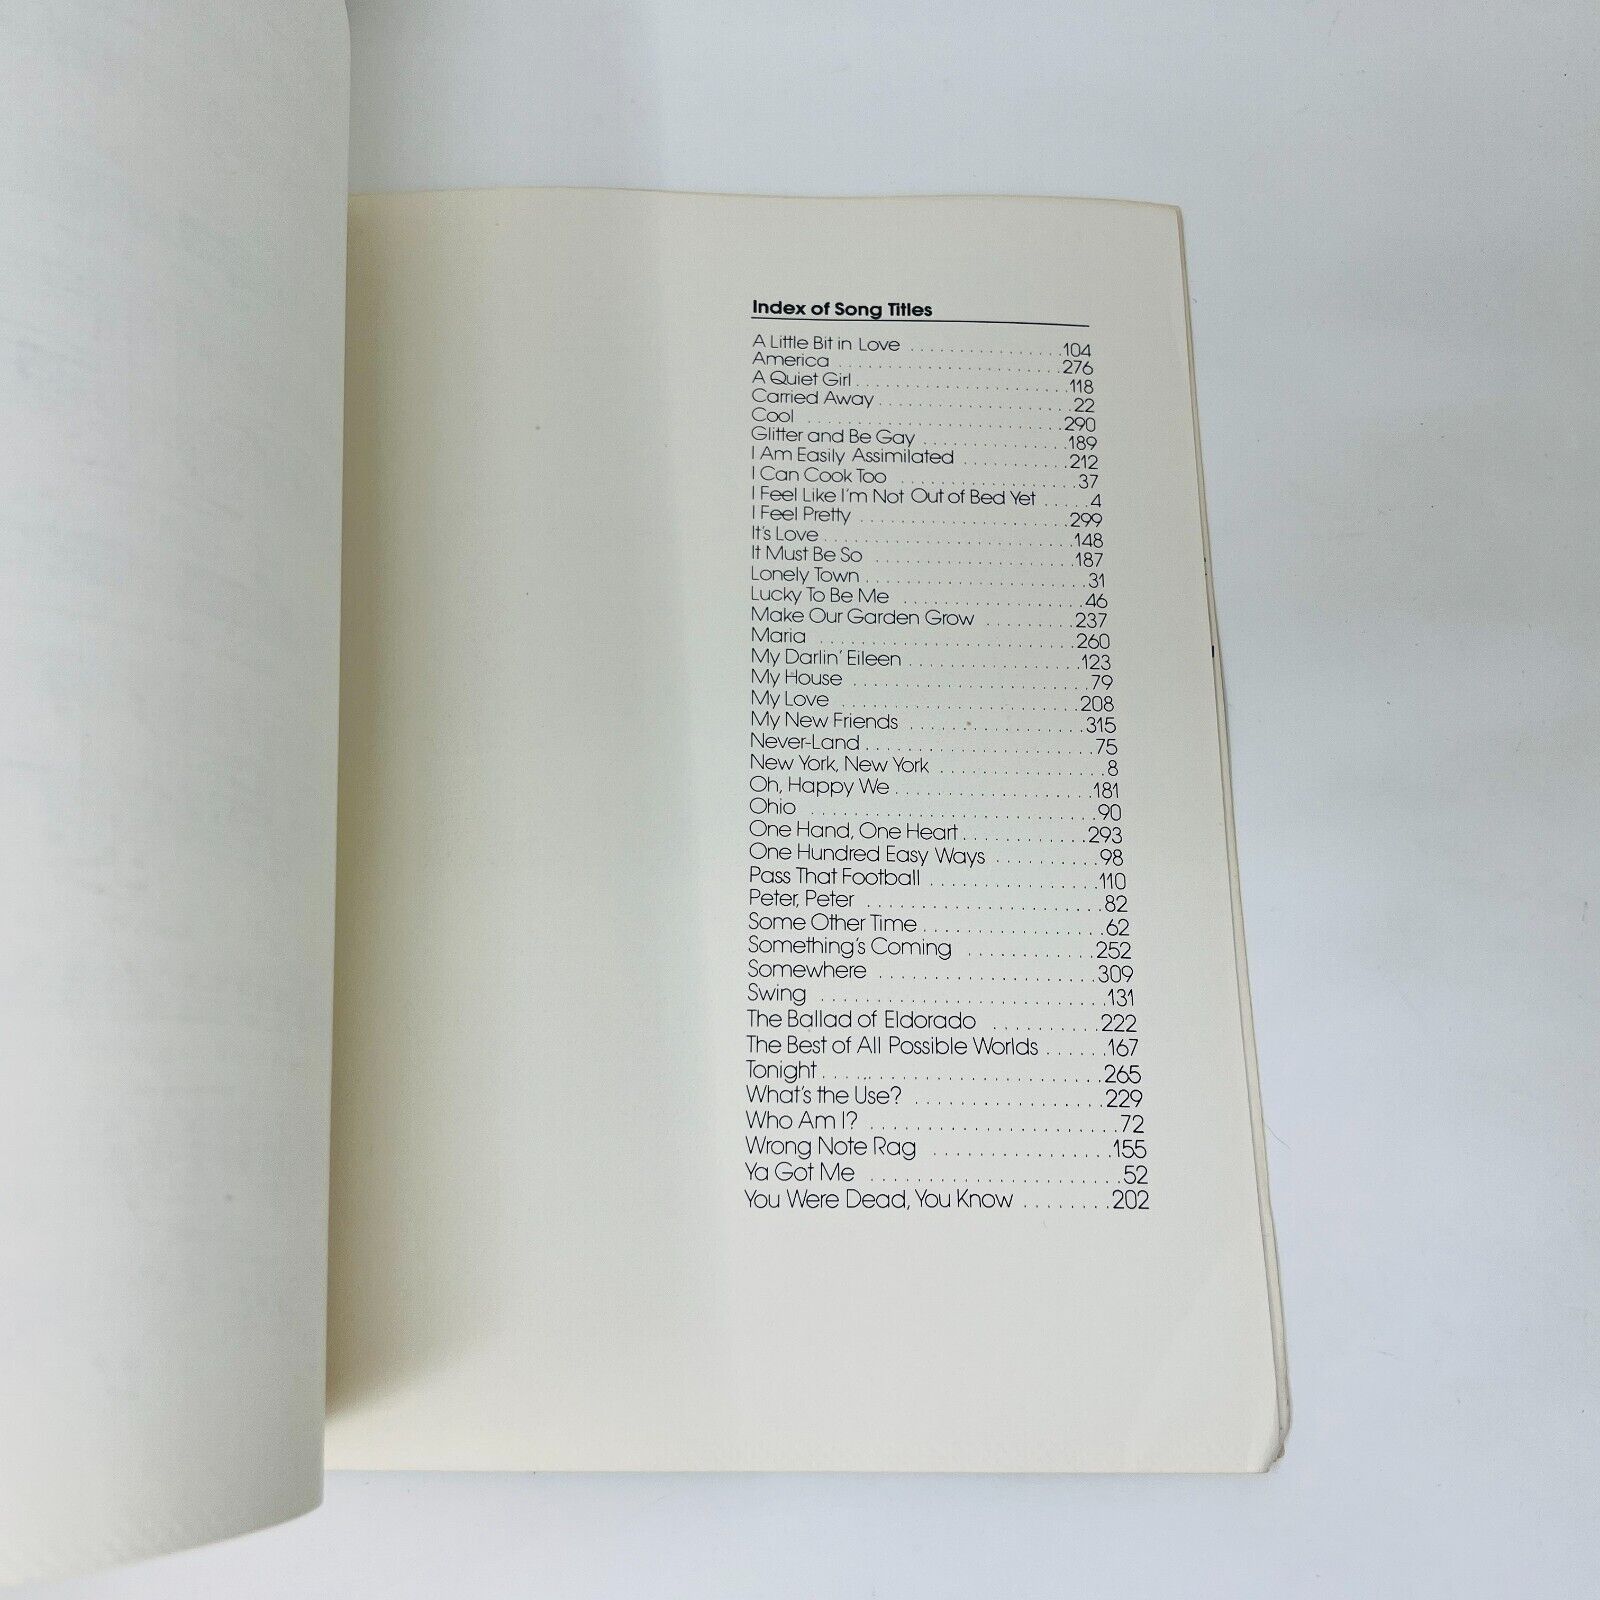 Index of Song Titles
A Little Bit in Love ................104
America .......................276
A Quiet Girl......................118
Carried Away....................22
Cool ..........................290
Glitter and Be Gay ...............189
I Am Easily Assimilated ...........212
I Can Cook Too ..................37
I Feel Like I'm Not Out of Bed Yet .....4
I Feel Pretty .....................299
It's Love.........................148
It Must Be So .....................187
Lonely Town.......................31
Lucky To Be Me ...................46
Make Our Garden Grow .........237
Maria ..........................260
My Darlin' Eileen .................123
My House ........................79
My Love ........................208
My New Friends .................315
Never-Land.......................75
New York, New York .................8
Oh, Happy We....................181
Ohio .............................90
One Hand, One Heart............293
One Hundred Easy Ways ..........98
Pass That Football .................110
Peter, Peter ........................82
Some Other Time..................62
Something's Coming ............252
Somewhere ......................309
Swing ............................131
The Ballad of Eldorado ..........222
The Best of All Possible Worlds ......167
Tonight...........................265
What's the Use? .................229
Who Am I? .......................72
Wrong Note Rag ................155
Ya Got Me .......................52
You Were Dead, You Know ........202